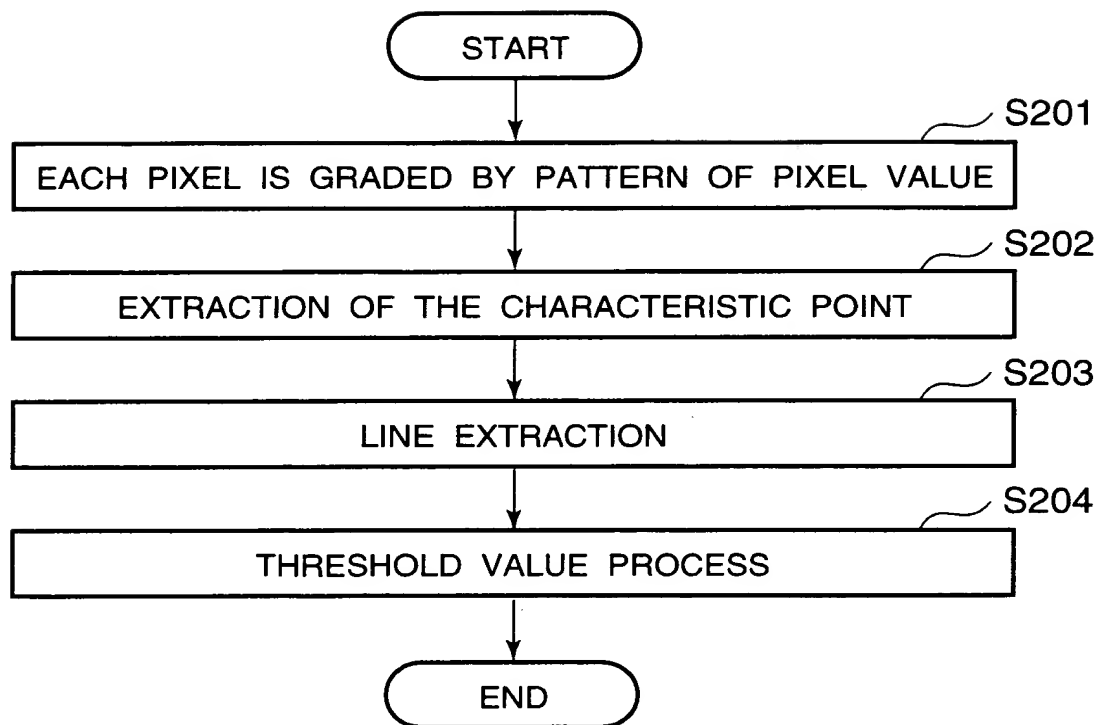 START
S201
EACH PIXEL IS GRADED BY PATTERN OF PIXEL VALUE
S202
EXTRACTION OF THE CHARACTERISTIC POINT
S203
LINE EXTRACTION
S204
THRESHOLD VALUE PROCESS
END